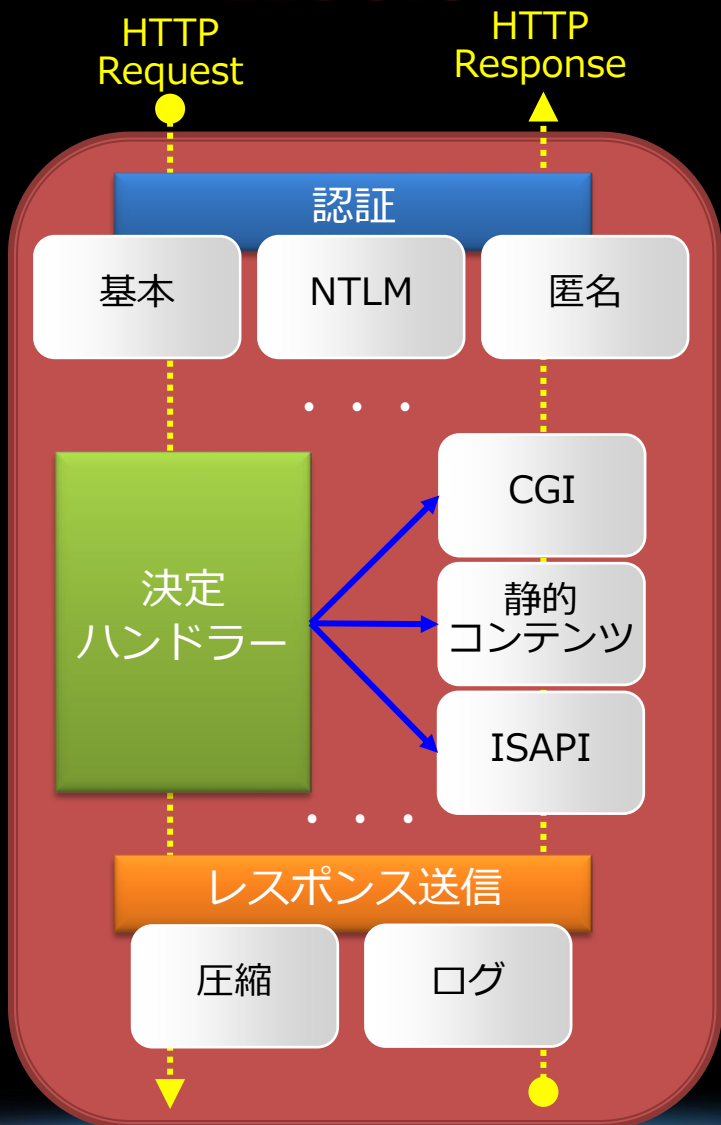 HTTP
Request
HTTP
Response
認証
基本
NTLM
匿名
・・・
決定
ハンドラー
CGI
静的
コンテンツ
ISAPI
・・・
レスポンス送信
圧縮
ログ